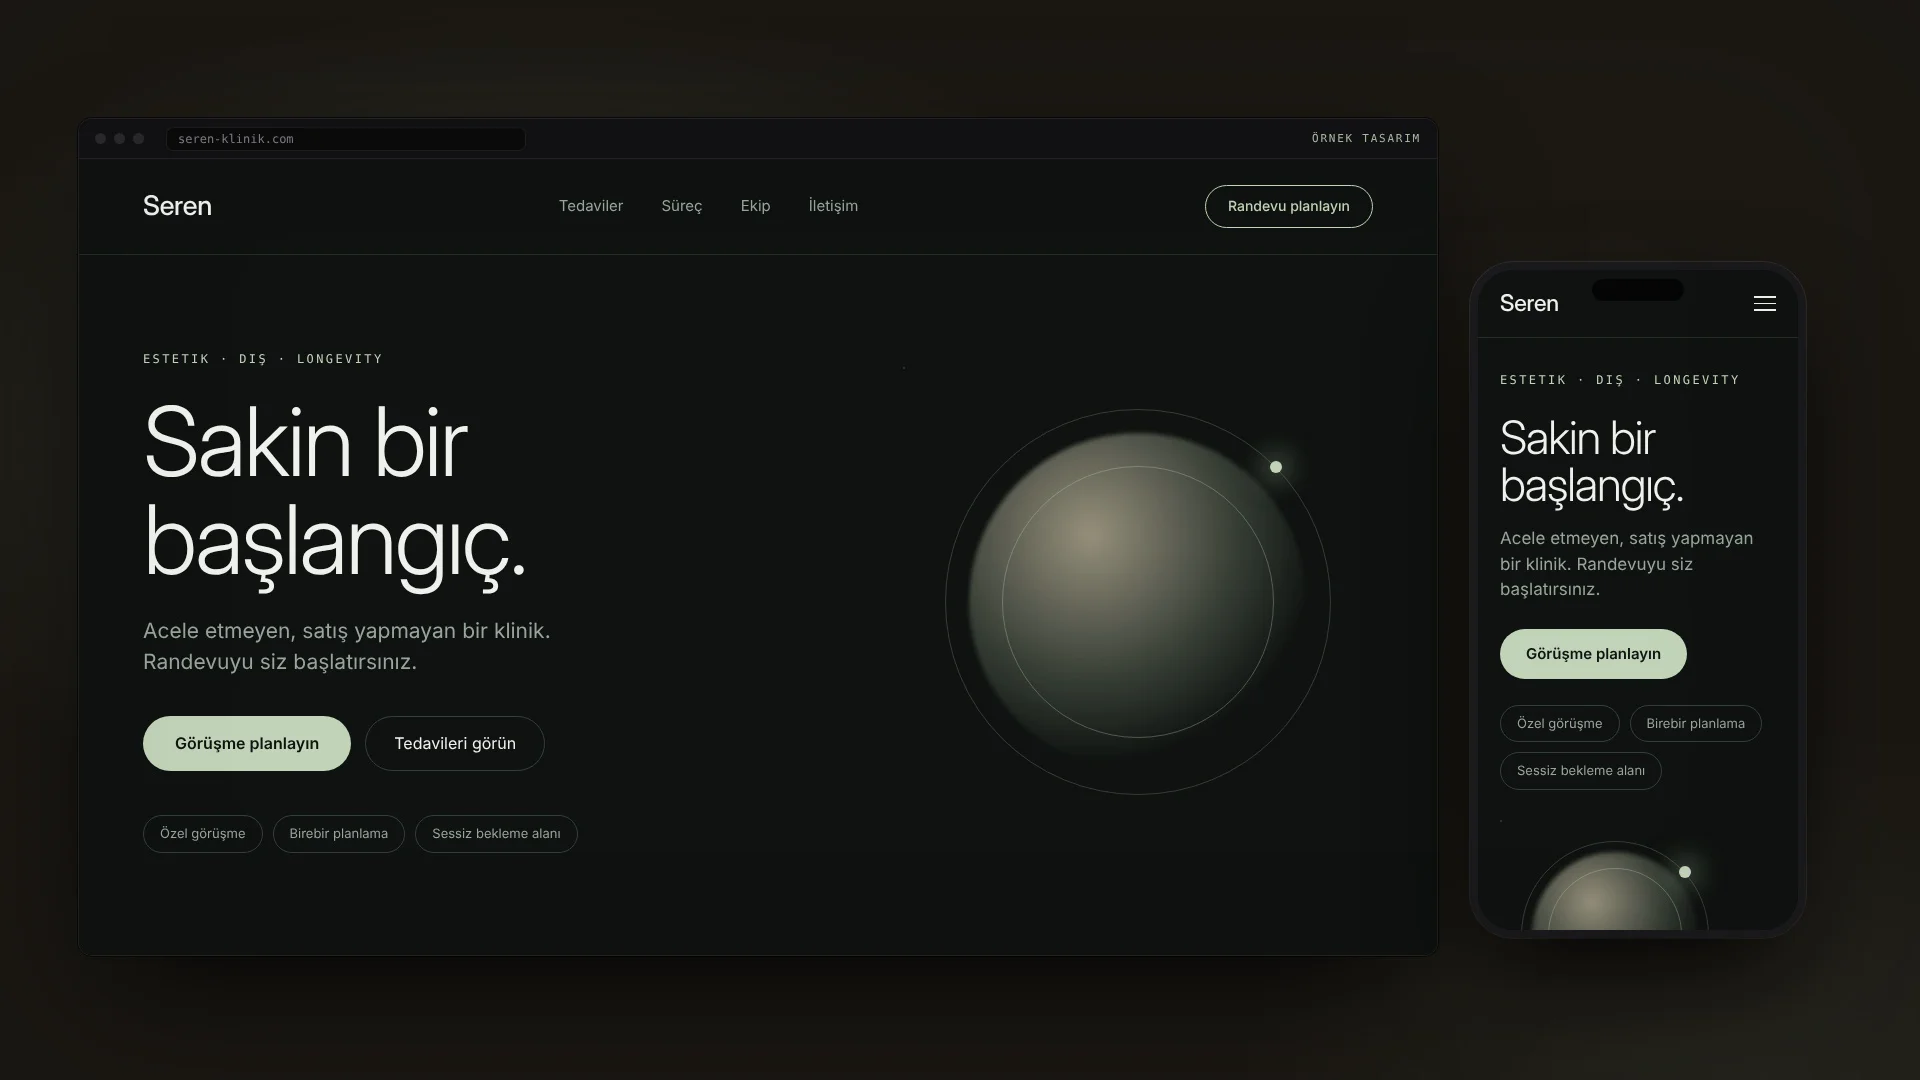 seren-klinik.com
ÖRNEK TASARIM
Seren
Tedaviler
Süreç
Ekip
İletişim
Randevu planlayın
ESTETIK · DIŞ · LONGEVITY
Sakin bir
başlangıç.
Acele etmeyen, satış yapmayan bir klinik.
Randevuyu siz başlatırsınız.
Görüşme planlayın
Tedavileri görün
Özel görüşme
Birebir planlama
Sessiz bekleme alanı
Seren
ESTETIK · DIŞ · LONGEVITY
Sakin bir
başlangıç.
Acele etmeyen, satış yapmayan
bir klinik. Randevuyu siz
başlatırsınız.
Görüşme planlayın
Özel görüşme
Birebir planlama
Sessiz bekleme alanı